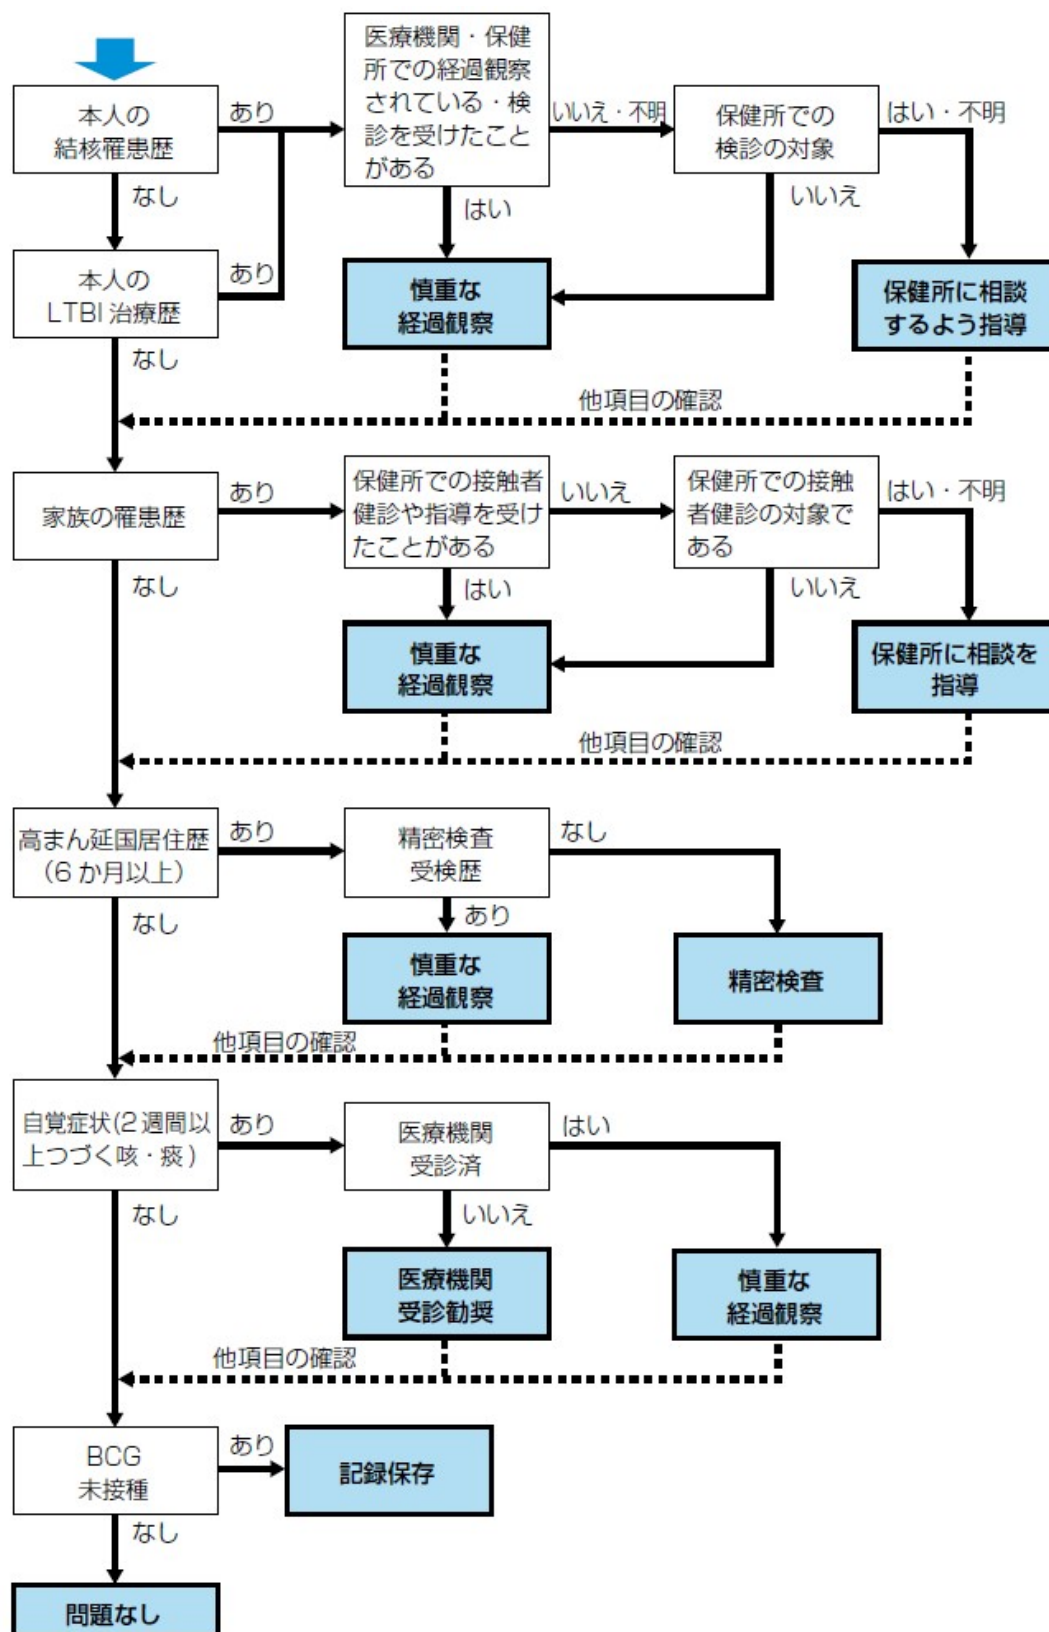 本人の
結核罹患歴
あり
医療機関・保健
所での経過観察
されている・検
診を受けたこと
がある
いいえ・不明
保健所での
検診の対象
はい・不明
なし
はい
いいえ
本人の
LTBI 治療歴
あり
慎重な
経過観察
保健所に相談
するよう指導
なし
他項目の確認
家族の罹患歴
あり
保健所での接触者
健診や指導を受け
たことがある
いいえ
保健所での接触
者健診の対象で
ある
はい・不明
なし
はい
いいえ
慎重な
経過観察
保健所に相談を
指導
他項目の確認
高まん延国居住歴
（6 か月以上）
あり
精密検査
受検歴
なし
なし
あり
慎重な
経過観察
精密検査
他項目の確認
自覚症状(2 週間以
上つづく咳・痰 )
あり
医療機関
受診済
はい
なし
いいえ
医療機関
受診勧奨
慎重な
経過観察
他項目の確認
BCG
未接種
あり
記録保存
なし
問題なし